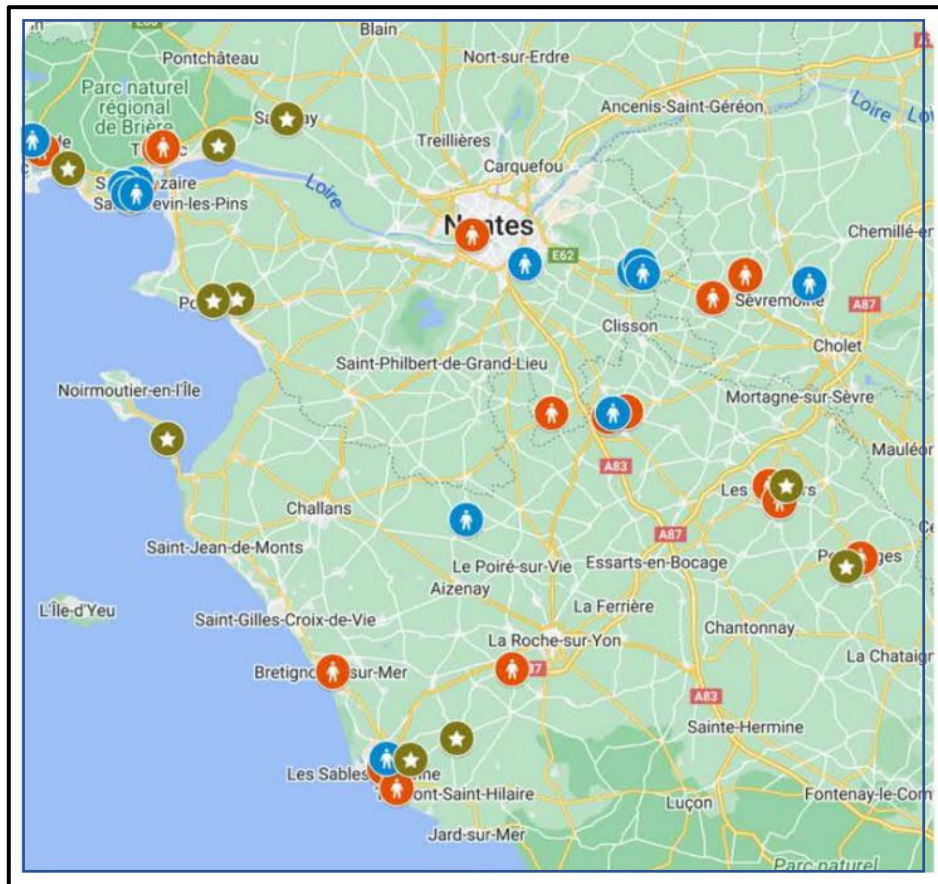 Blain
Pontchâteau
Nort-sur-Erdre
Parc naturel
régional
de Brière
Ancenis-Saint-Géréon
Loire
Treillières
Carquefou
Loire
E62
Chemillé-en
A87
Clisson
Sèvremoine
Cholet
Saint-Philbert-de-Grand-Lieu
Noirmoutier-en-l'Île
Mortagne-sur-Sèvre
Mauléon
A83
Challans
A87
Saint-Jean-de-Monts
Le Poiré-sur-Vie
Essarts-en-Bocage
Aizenay
L'Île-d'Yeu
Saint-Gilles-Croix-de-Vie
La Ferrière
La Roche-sur-Yon
Chantonnay
La Chataign
A83
Sainte-Hermine
Luçon
Fontenay-le-Com
Jard-sur-Mer
Parc naturel